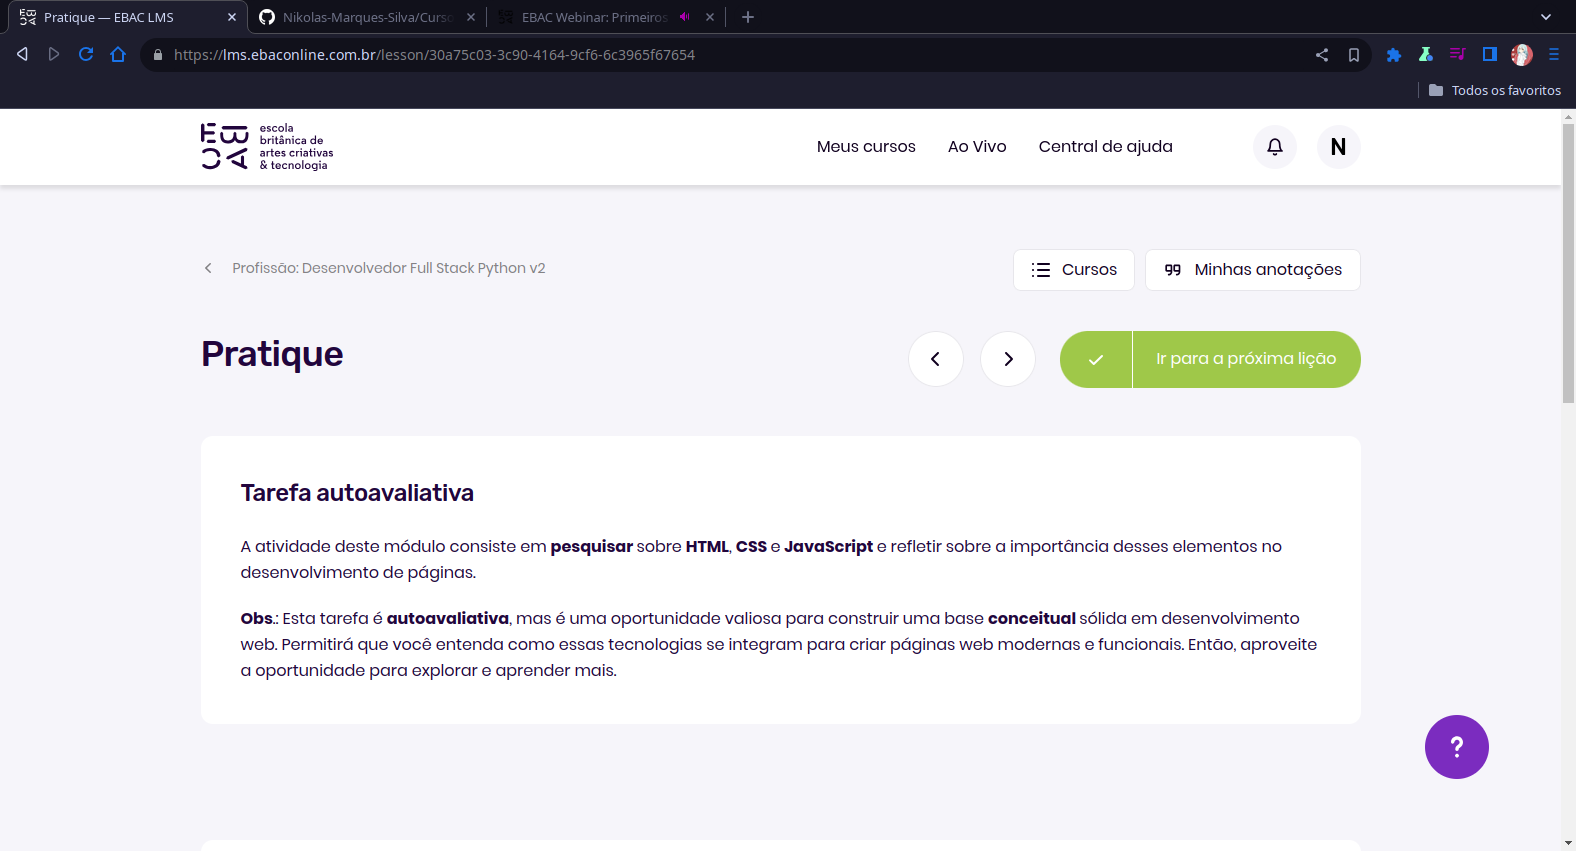 Pratique — EBAC LMS
Nikolas-Marques-Silva/Curso
EBAC Webinar: Primeiros
https://lms.ebaconline.com.br/lesson/30a75c03-3c90-4164-9cf6-6c3965f67654
Todos os favoritos
EBAC
escola
britânica de
artes criativas
& tecnologia
Meus cursos
Ao Vivo
Central de ajuda
N
Profissão: Desenvolvedor Full Stack Python v2
Cursos
Minhas anotações
Pratique
Ir para a próxima lição
Tarefa autoavaliativa
A atividade deste módulo consiste em pesquisar sobre HTML, CSS e JavaScript e refletir sobre a importância desses elementos no
desenvolvimento de páginas.
Obs.: Esta tarefa é autoavaliativa, mas é uma oportunidade valiosa para construir uma base conceitual sólida em desenvolvimento
web. Permitirá que você entenda como essas tecnologias se integram para criar páginas web modernas e funcionais. Então, aproveite
a oportunidade para explorar e aprender mais.
?